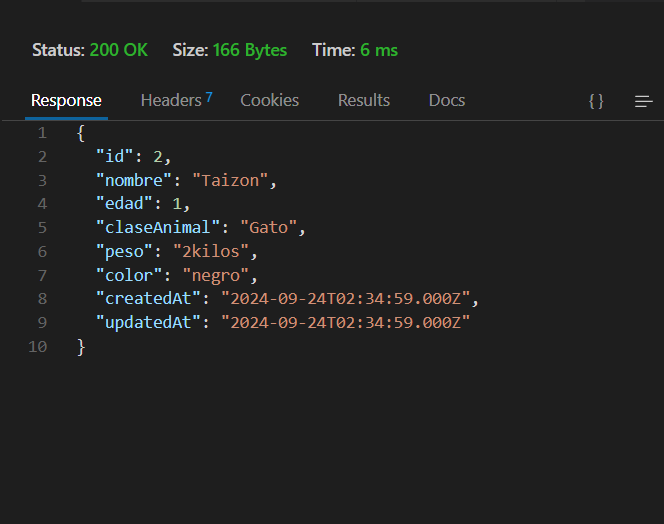 Status: 200 OK Size: 166 Bytes Time: 6 ms
Response Headers 7 Cookies Results Docs { }
1 {
2 "id": 2,
3 "nombre": "Taizon",
4 "edad": 1,
5 "claseAnimal": "Gato",
6 "peso": "2kilos",
7 "color": "negro",
8 "createdAt": "2024-09-24T02:34:59.000Z",
9 "updatedAt": "2024-09-24T02:34:59.000Z"
10 }